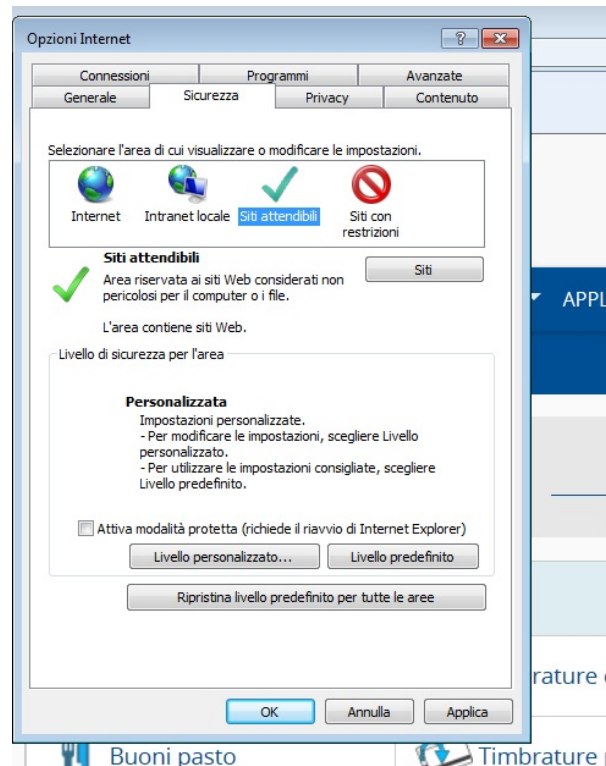 Opzioni Internet
Connessioni Programmi Avanzate
Generale Sicurezza Privacy Contenuto
Selezionare l'area di cui visualizzare o modificare le impostazioni.
Internet Intranet locale Siti attendibili Siti con
restrizioni
Siti attendibili
Siti
Area riservata ai siti Web considerati non
pericolosi per il computer o i file.
APPL
L'area contiene siti Web.
Livello di sicurezza per l'area
Personalizzata
Impostazioni personalizzate.
- Per modificare le impostazioni, scegliere Livello
personalizzato.
- Per utilizzare le impostazioni consigliate, scegliere
Livello predefinito.
Attiva modalità protetta (richiede il riavvio di Internet Explorer)
Livello personalizzato... Livello predefinito
Ripristina livello predefinito per tutte le aree
rature
OK Annulla Applica
Buoni pasto Timbrature